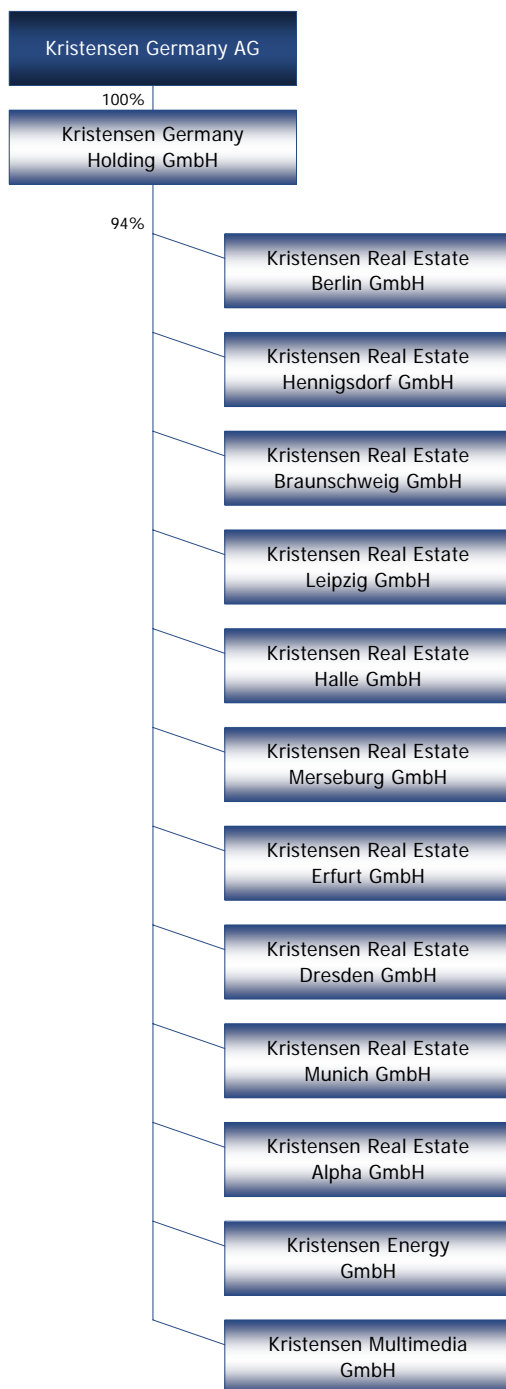 Kristensen Germany AG
100%
Kristensen Germany
Holding GmbH
94%
Kristensen Real Estate
Berlin GmbH
Kristensen Real Estate
Hennigsdorf GmbH
Kristensen Real Estate
Braunschweig GmbH
Kristensen Real Estate
Leipzig GmbH
Kristensen Real Estate
Halle GmbH
Kristensen Real Estate
Merseburg GmbH
Kristensen Real Estate
Erfurt GmbH
Kristensen Real Estate
Dresden GmbH
Kristensen Real Estate
Munich GmbH
Kristensen Real Estate
Alpha GmbH
Kristensen Energy
GmbH
Kristensen Multimedia
GmbH